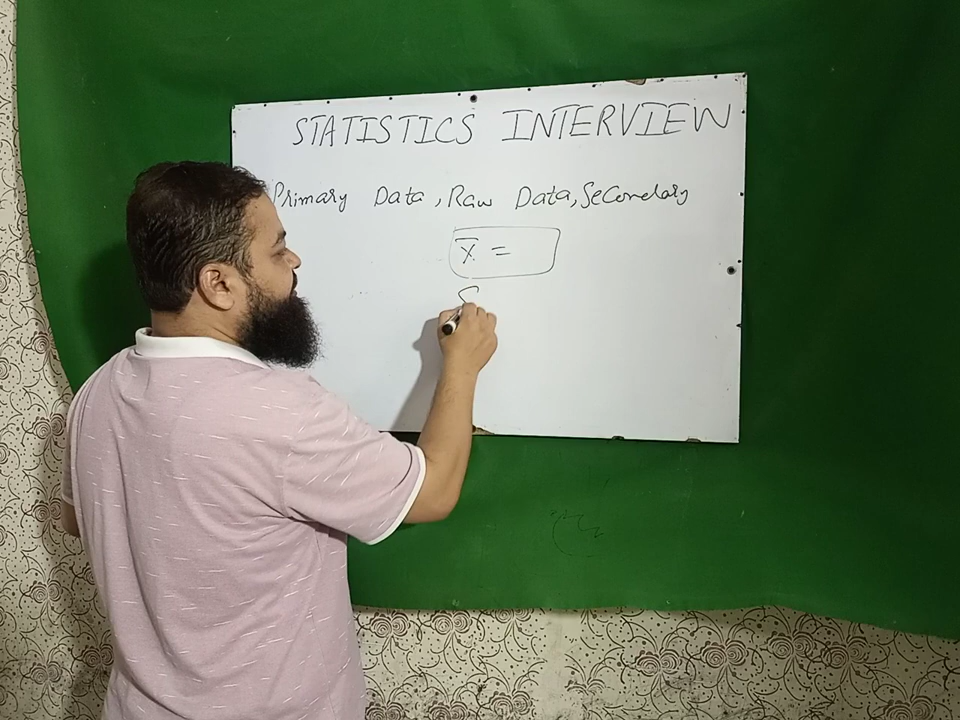 STATISTICS INTERVIEW
Primary Data, Raw Data, Secondary
x̄ =